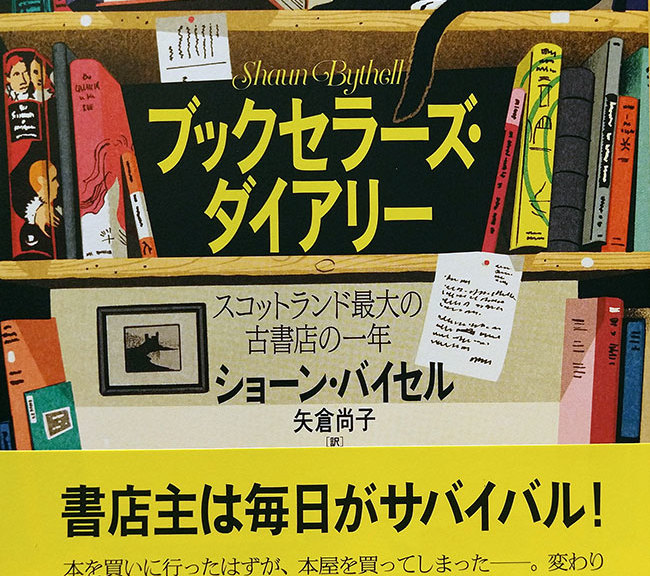 Shaun Bythell
ブックセラーズ・
ダイアリー
スコットランド最大の
古書店の一年
ショーン・バイセル
矢倉尚子
[訳]
書店主は毎日がサバイバル！
本を買いに行ったはずが、本屋を買ってしまった──。変わり